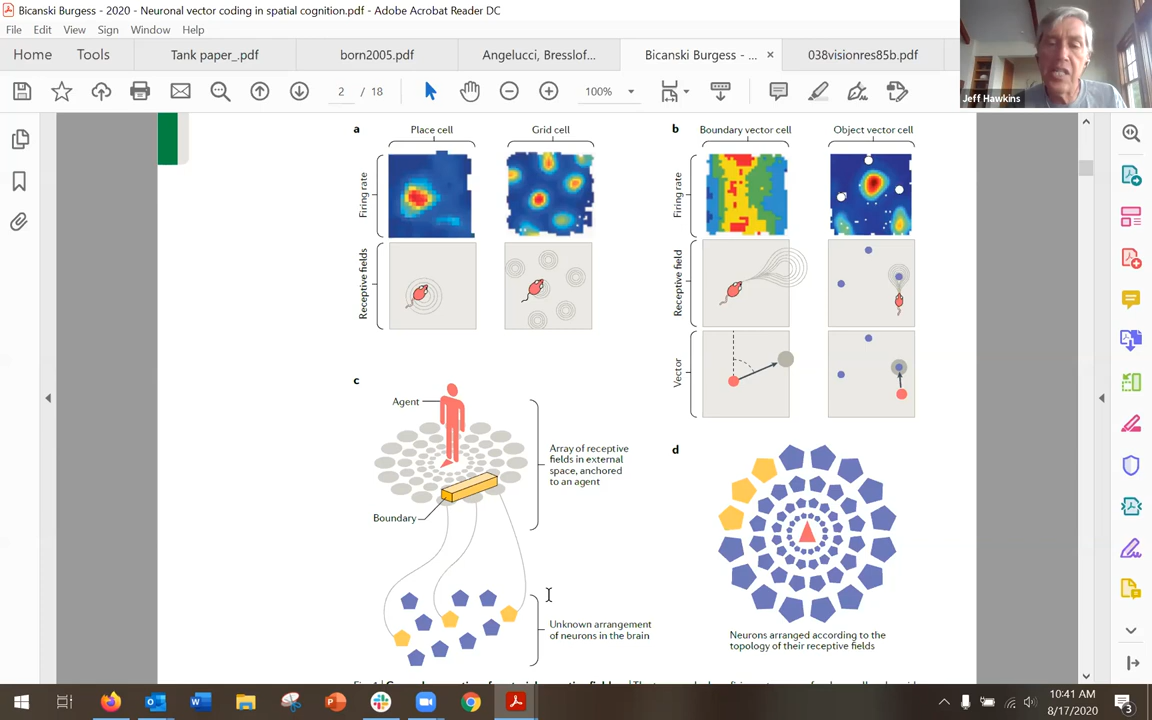 Bicanski Burgess - 2020 - Neuronal vector coding in spatial cognition.pdf - Adobe Acrobat Reader DC
File Edit View Sign Window Help
Home Tools Tank paper_.pdf born2005.pdf Angelucci, Bresslof... Bicanski Burgess - ... × 038visionres85b.pdf
2 / 18 100%
Jeff Hawkins
a Place cell Grid cell
Firing rate
Receptive fields
b Boundary vector cell Object vector cell
Firing rate
Receptive field
Vector
c
Agent
Array of receptive
fields in external
space, anchored
to an agent
Boundary
Unknown arrangement
of neurons in the brain
d
Neurons arranged according to the
topology of their receptive fields
10:41 AM
8/17/2020
3